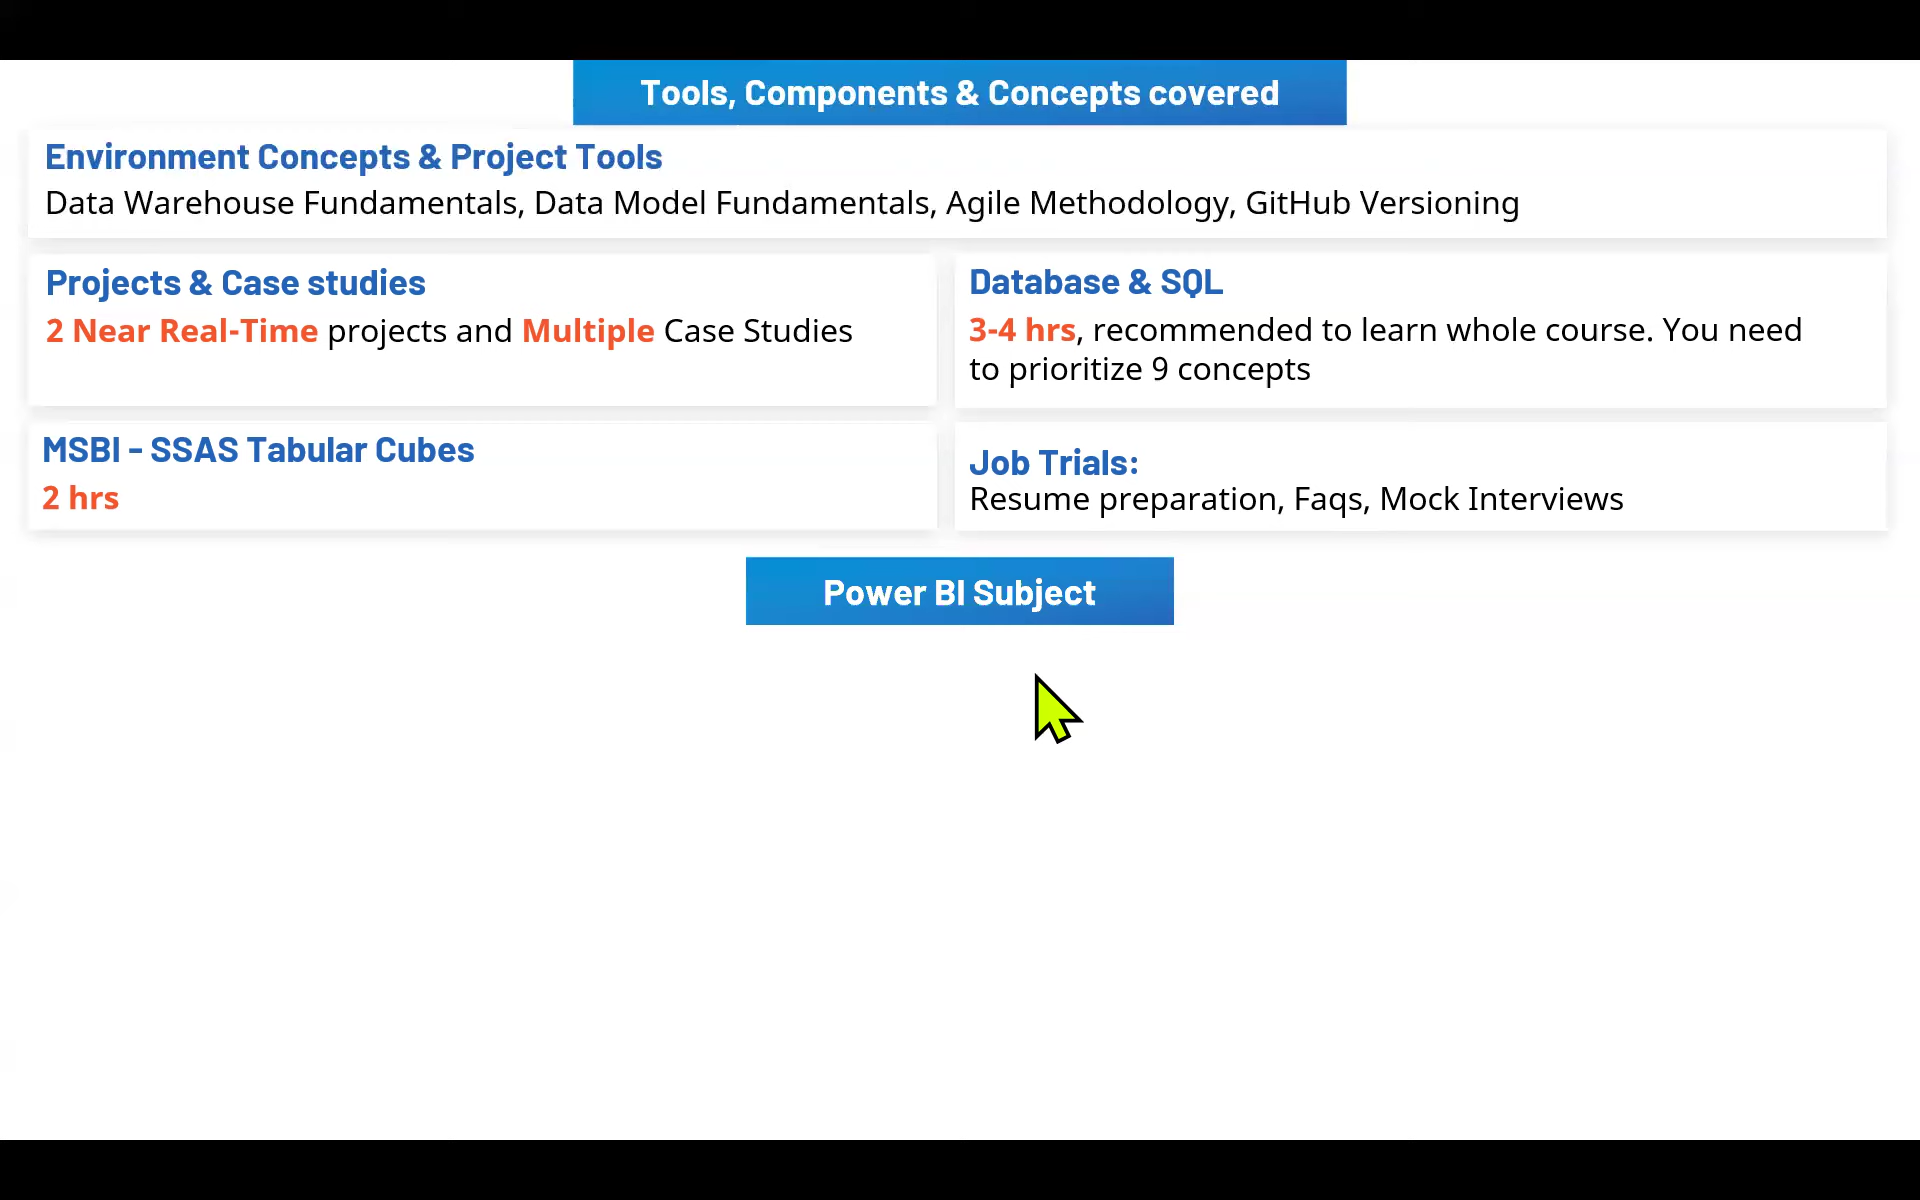 Tools, Components & Concepts covered
Environment Concepts & Project Tools
Data Warehouse Fundamentals, Data Model Fundamentals, Agile Methodology, GitHub Versioning
Projects & Case studies
2 Near Real-Time projects and Multiple Case Studies
Database & SQL
3-4 hrs, recommended to learn whole course. You need
to prioritize 9 concepts
MSBI - SSAS Tabular Cubes
2 hrs
Job Trials:
Resume preparation, Faqs, Mock Interviews
Power BI Subject